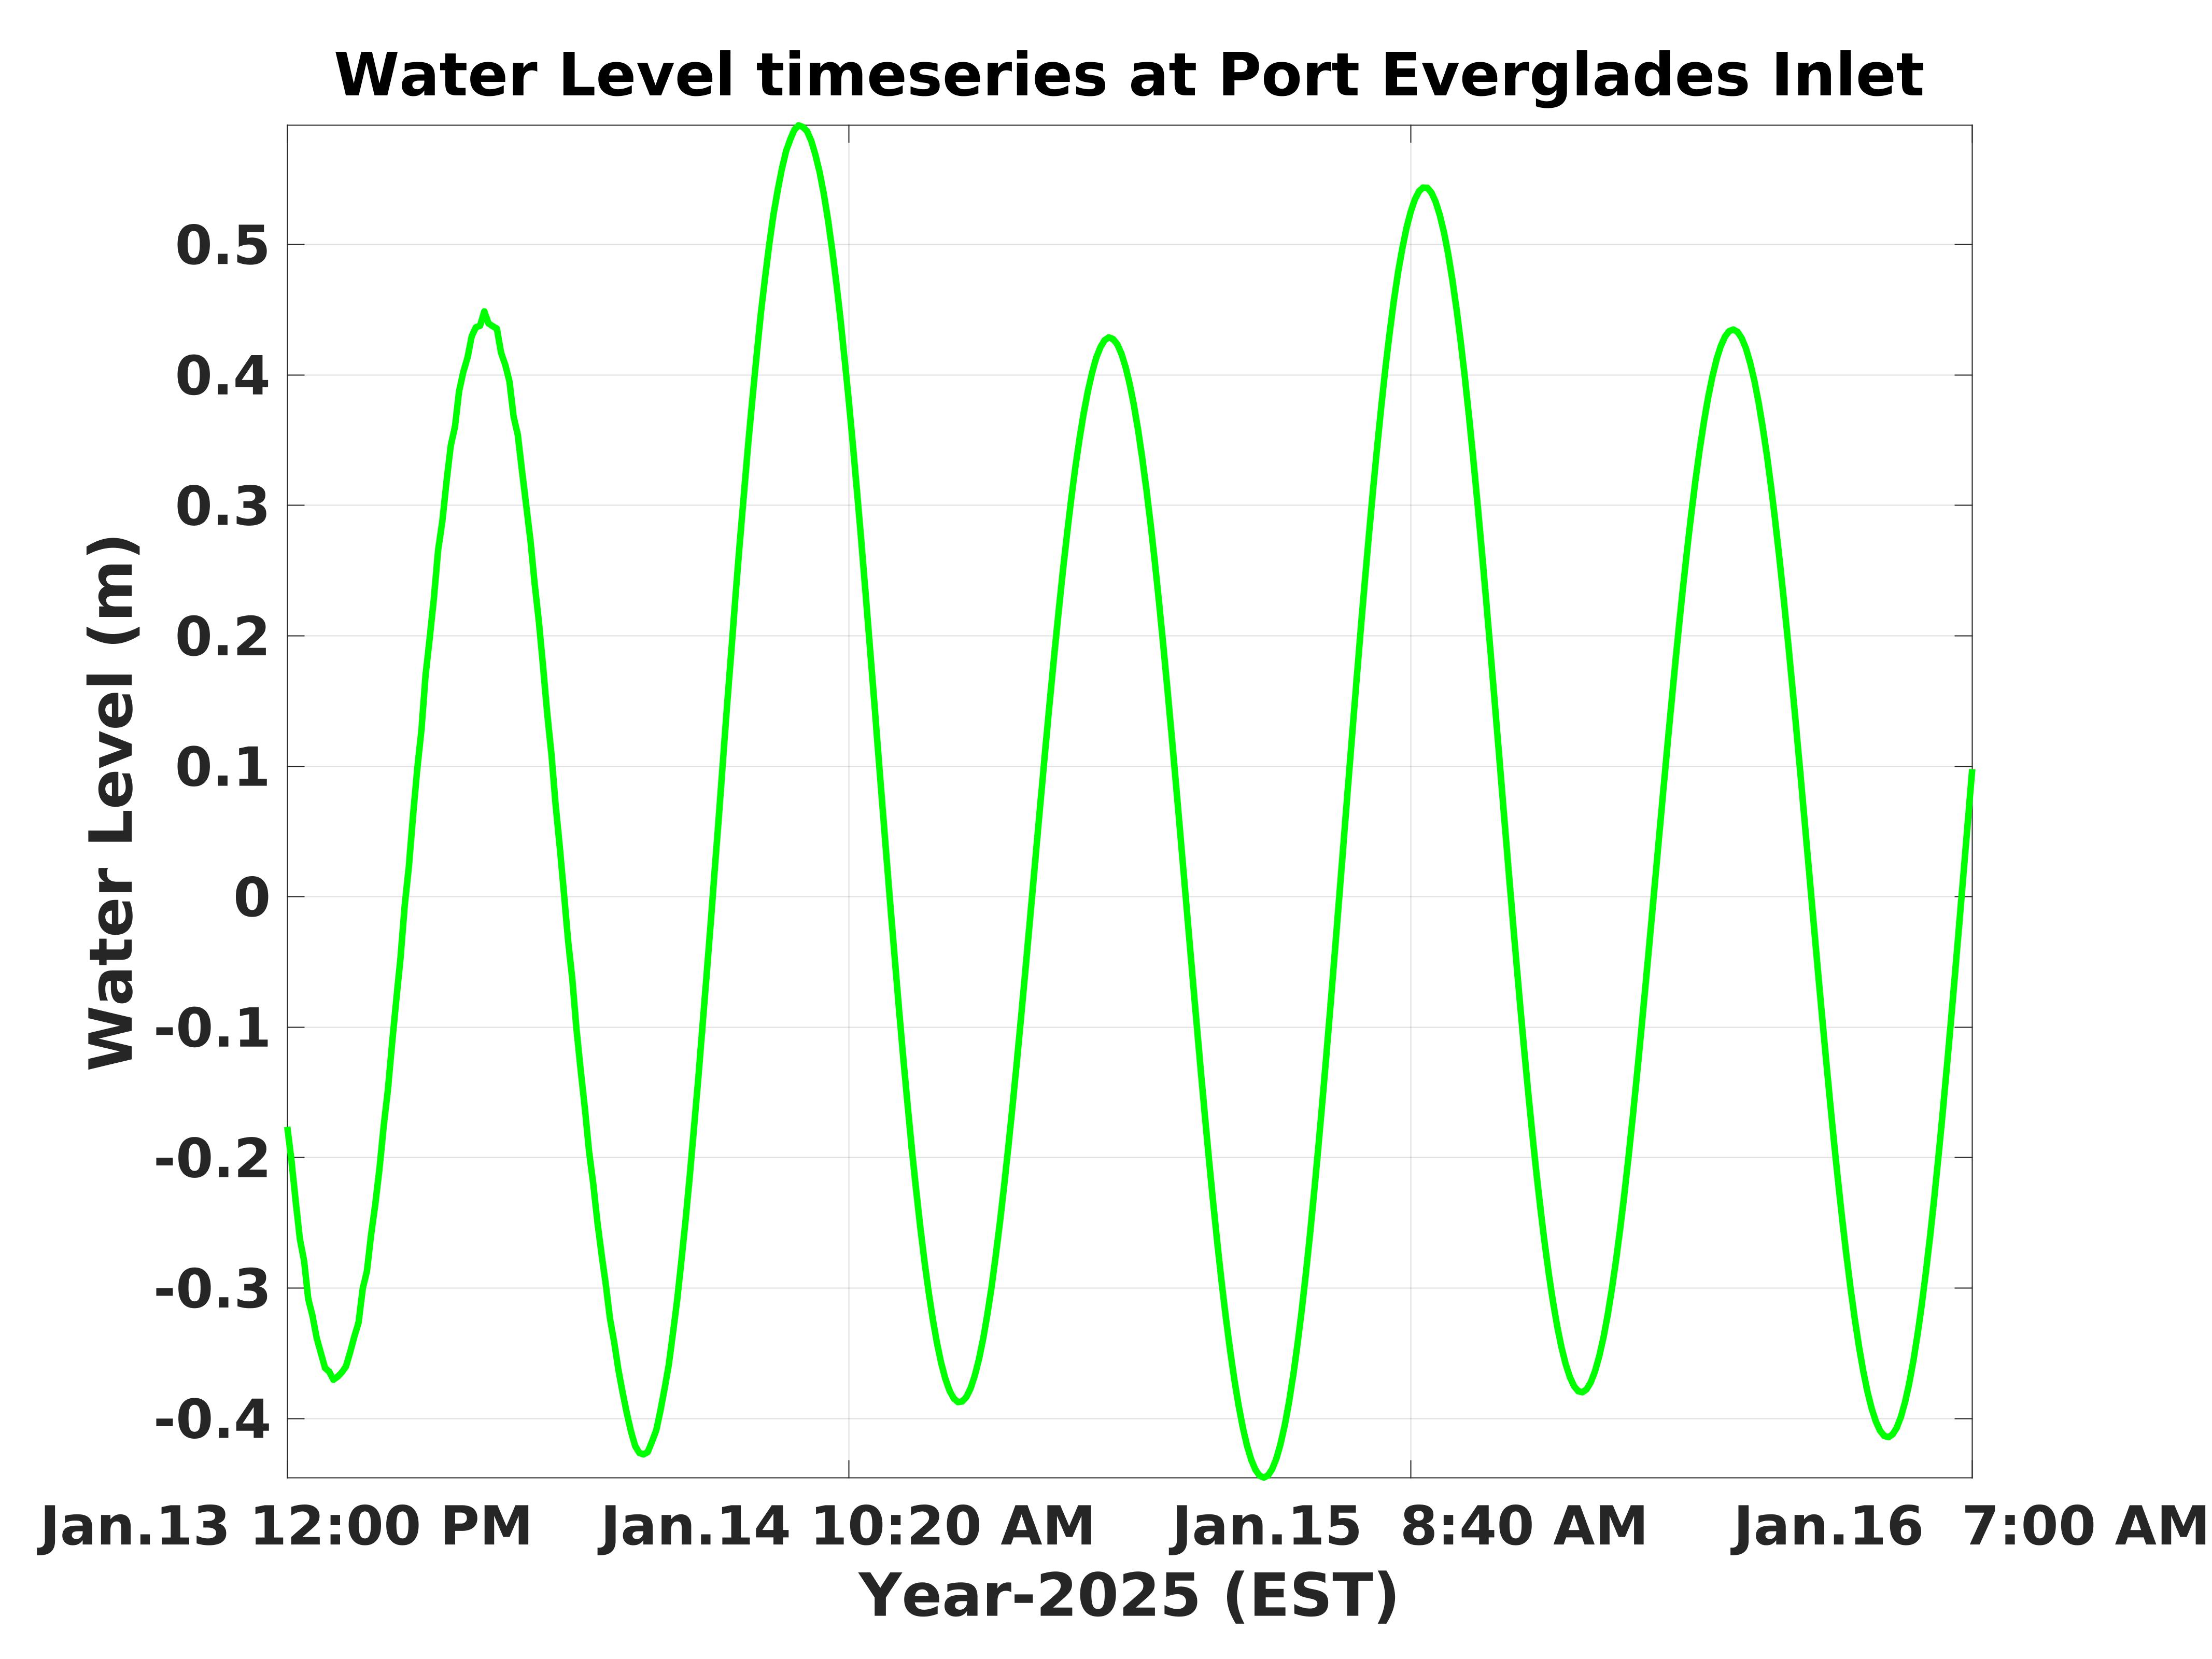 Water Level timeseries at Port Everglades Inlet
Water Level (m)
0.5
0.4
0.3
0.2
0.1
0
-0.1
-0.2
-0.3
-0.4
Jan.13 12:00 PM Jan.14 10:20 AM Jan.15 8:40 AM Jan.16 7:00 AM
Year-2025 (EST)